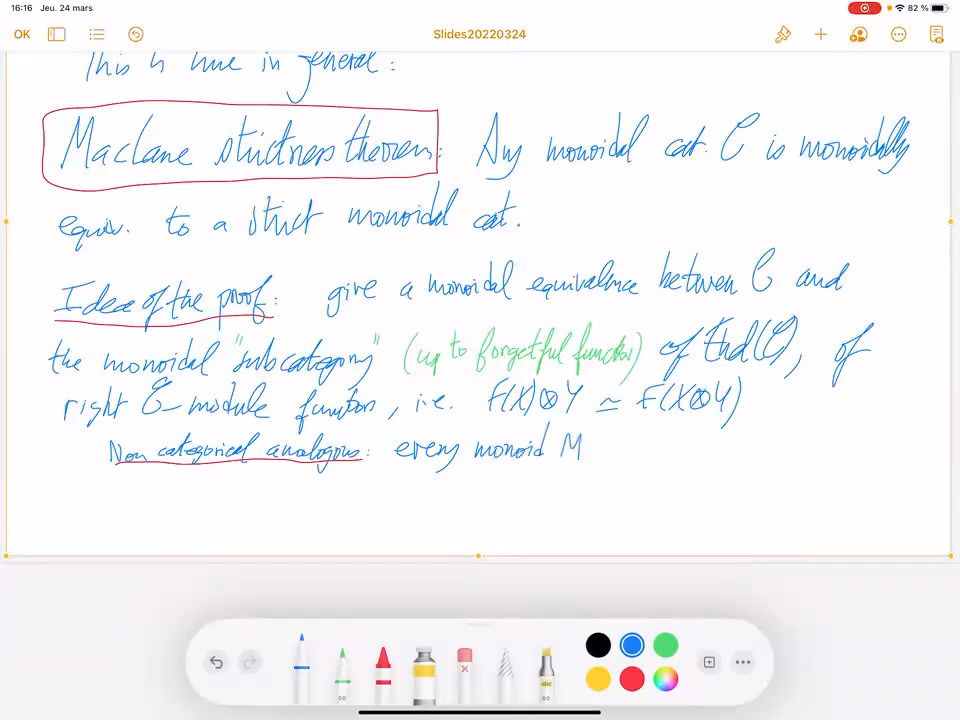 16:16 Jeu. 24 mars
82 %
OK
Slides20220324
This is true in general :
MacLane strictness theorem : Any monoidal cat. C is monoidally
equiv. to a strict monoidal cat.
Idea of the proof : give a monoidal equivalence between C and
the monoidal "subcategory" (up to forgetful functor) of End(C), of
right C-module functors, i.e. F(X)⊗Y ≃ F(X⊗Y)
Non categorical analogous : every monoid M
50
80